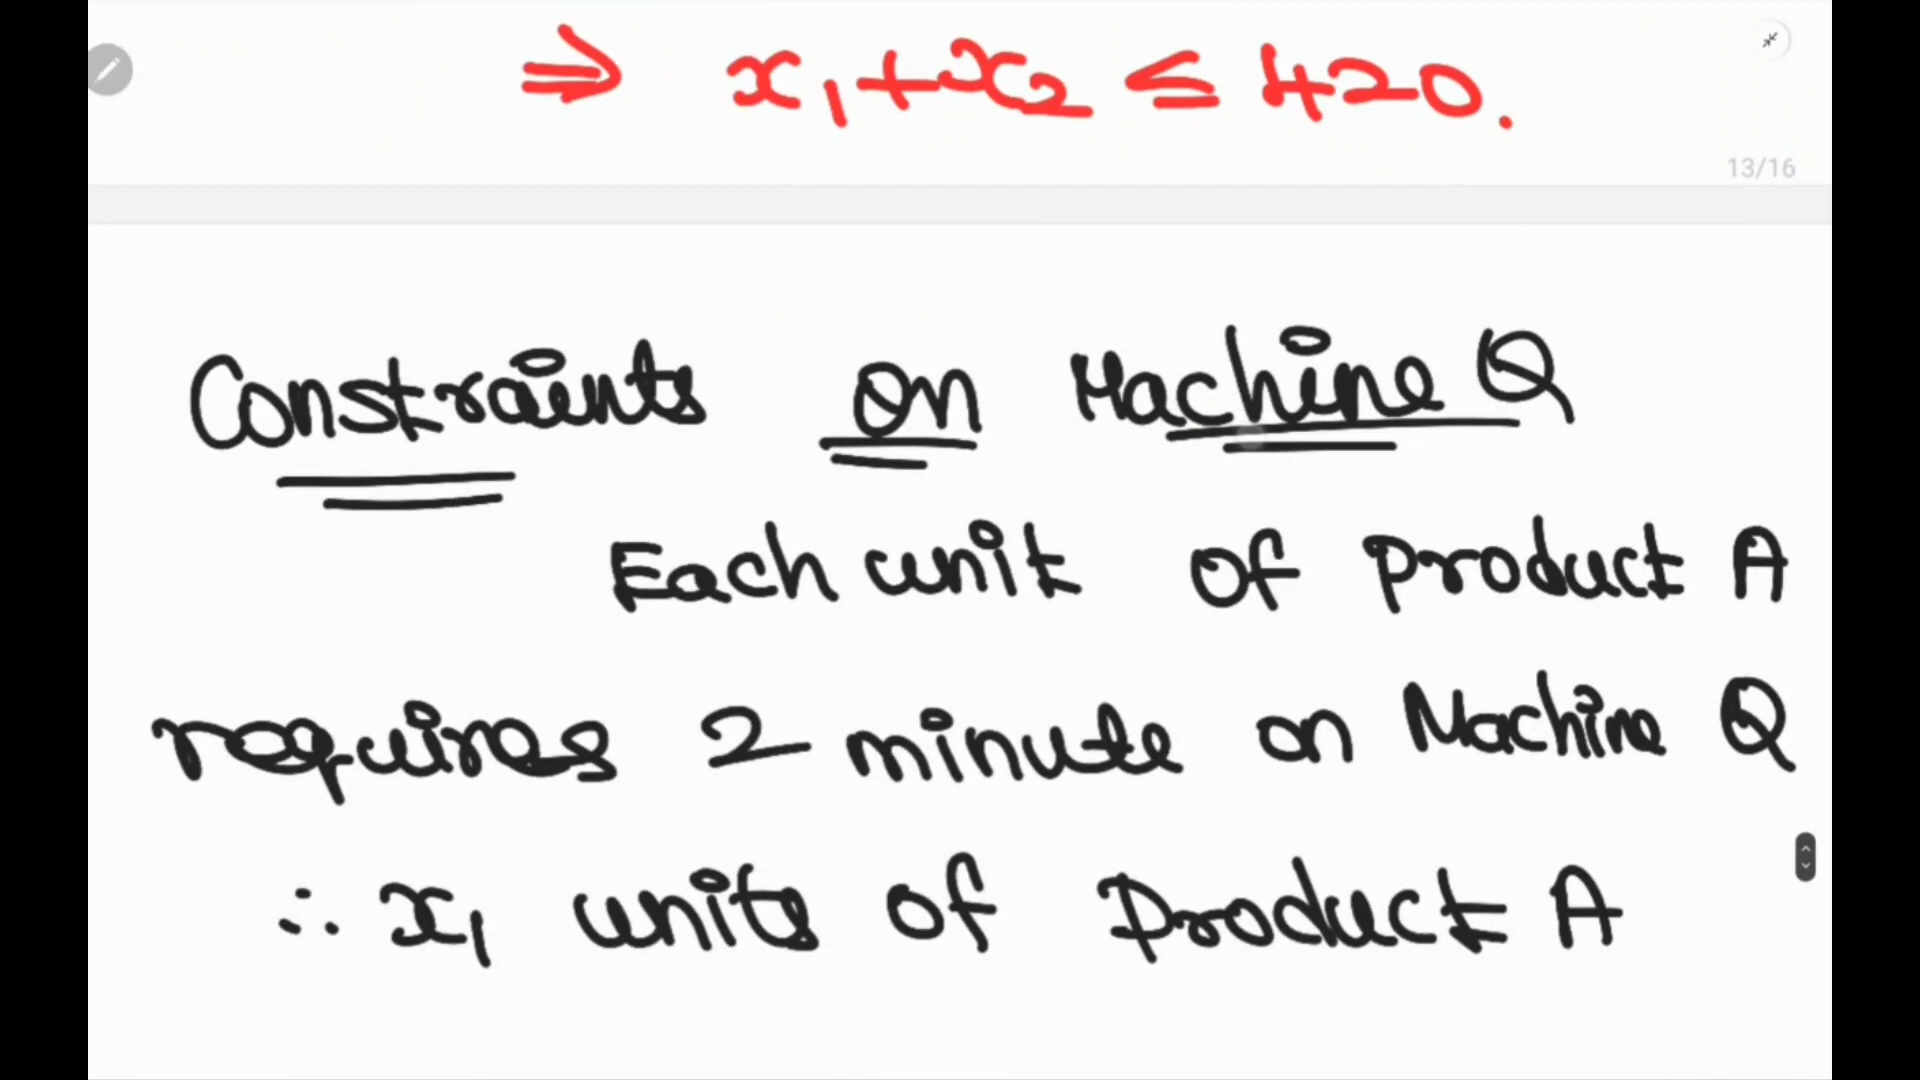 ⇒ x₁+x₂ ≤ 420.
13/16
Constraints on Machine Q
Each unit of product A
requires 2 minute on Machine Q
∴ x₁ units of Product A